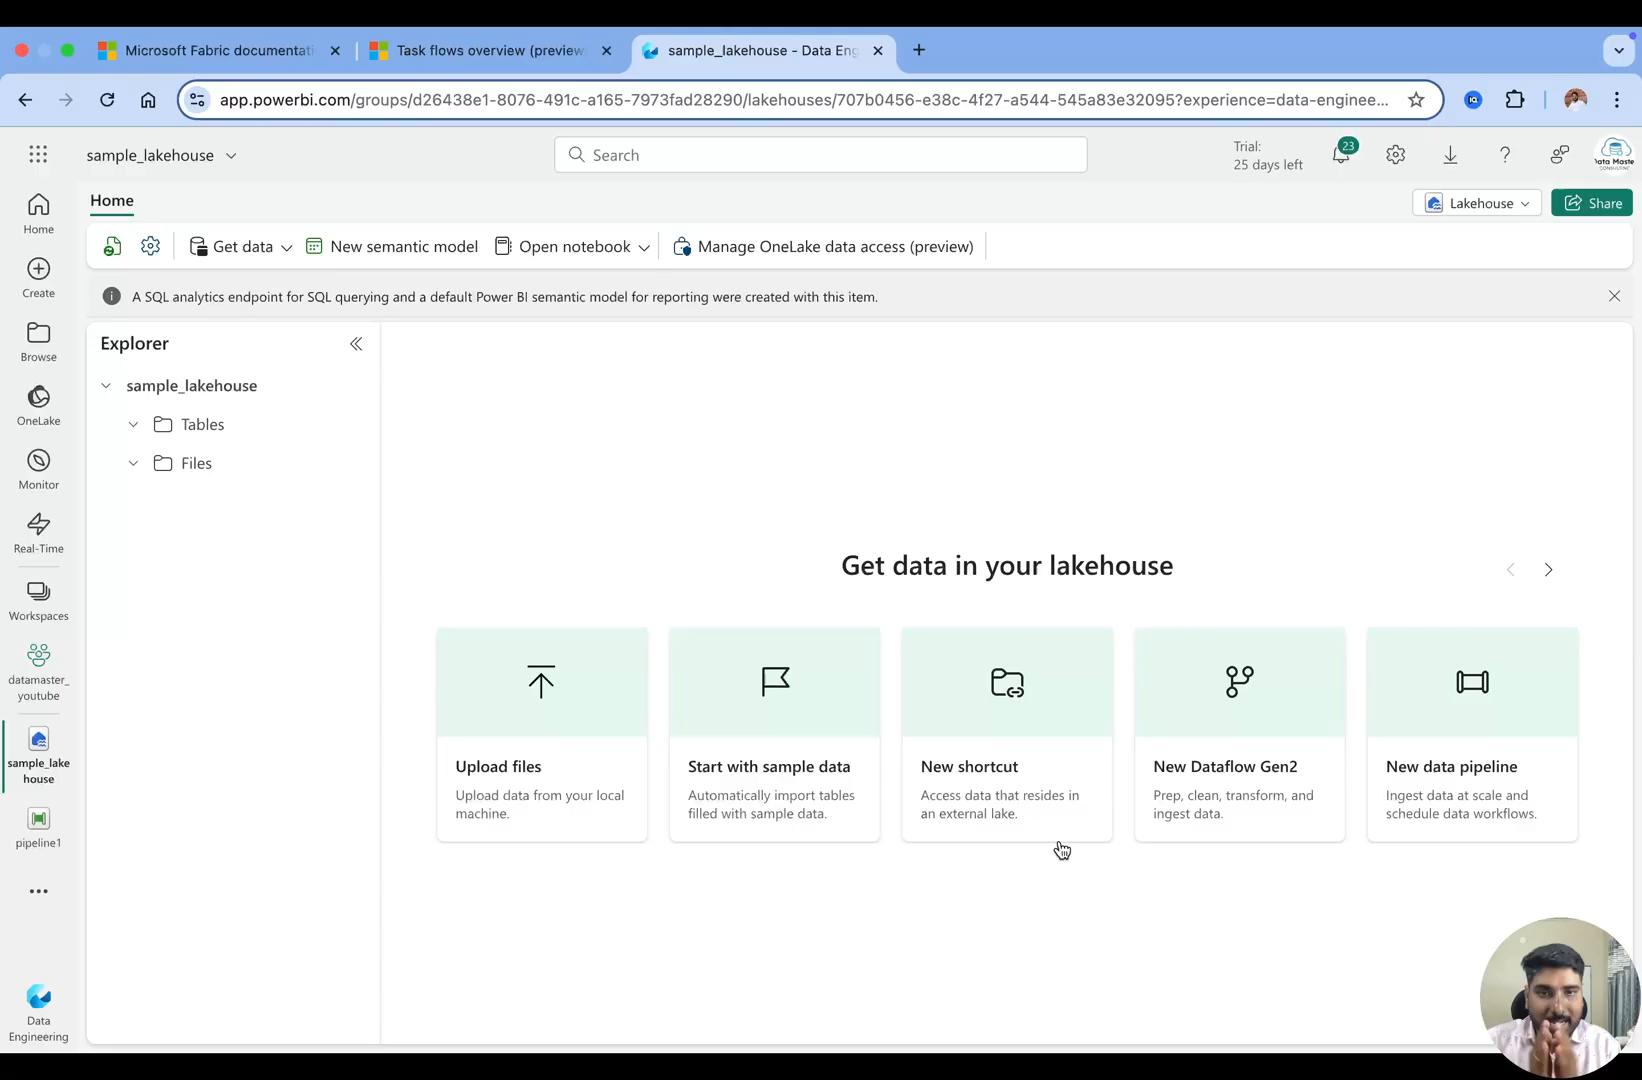 Microsoft Fabric documentati
Task flows overview (preview
sample_lakehouse - Data Eng
app.powerbi.com/groups/d26438e1-8076-491c-a165-7973fad28290/lakehouses/707b0456-e38c-4f27-a544-545a83e32095?experience=data-enginee...
sample_lakehouse
Search
Trial:
25 days left
23
Data Maste
Home
Lakehouse
Share
Get data
New semantic model
Open notebook
Manage OneLake data access (preview)
A SQL analytics endpoint for SQL querying and a default Power BI semantic model for reporting were created with this item.
Home
Create
Browse
OneLake
Monitor
Real-Time
Workspaces
datamaster_
youtube
sample_lake
house
pipeline1
Data
Engineering
Explorer
sample_lakehouse
Tables
Files
Get data in your lakehouse
Upload files
Upload data from your local
machine.
Start with sample data
Automatically import tables
filled with sample data.
New shortcut
Access data that resides in
an external lake.
New Dataflow Gen2
Prep, clean, transform, and
ingest data.
New data pipeline
Ingest data at scale and
schedule data workflows.